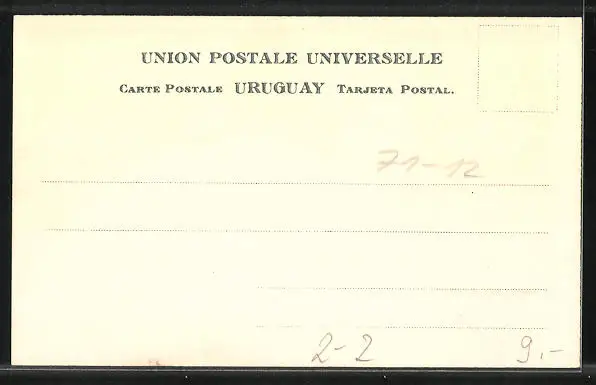 UNION POSTALE UNIVERSELLE
CARTE POSTALE URUGUAY TARJETA POSTAL.
71-12
2-2
9.-